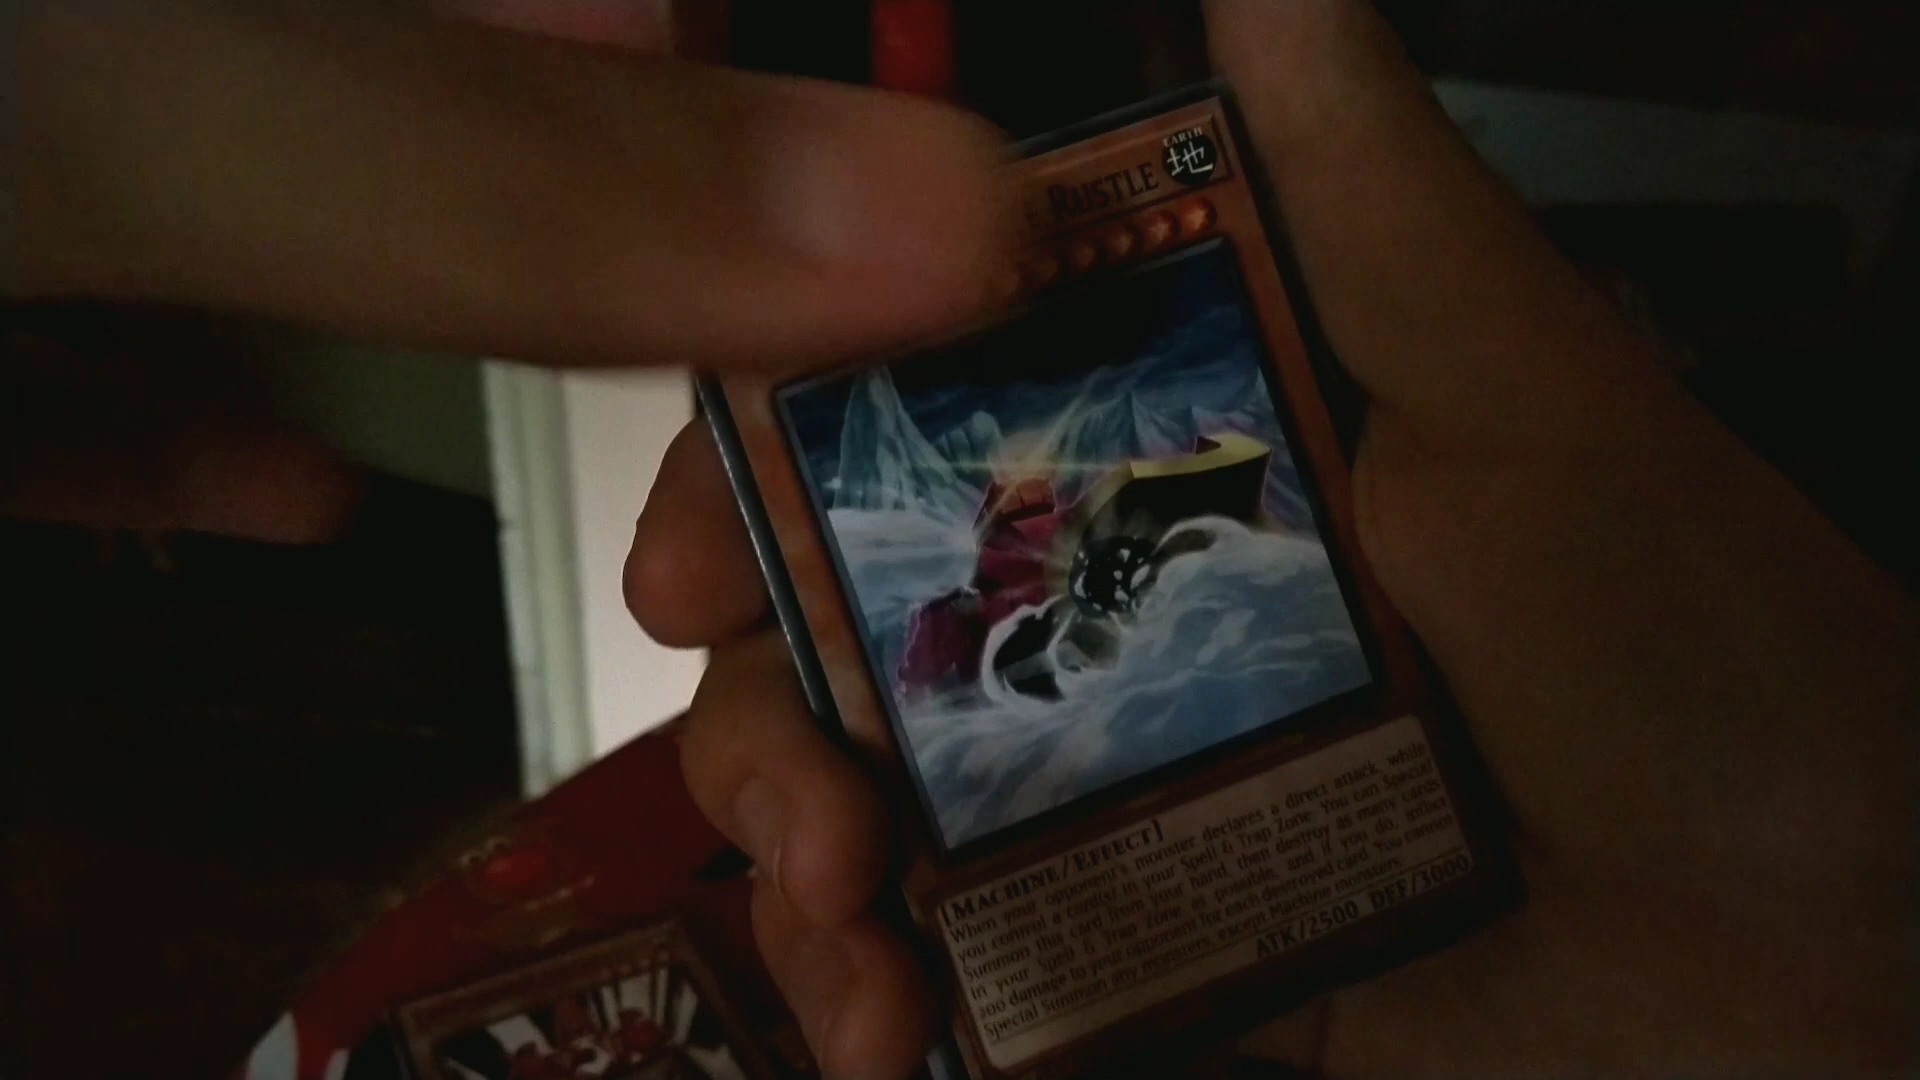 EARTH
地
E RUSTLE
[MACHINE/EFFECT]
When your opponent's monster declares a direct attack while
you control a card(s) in your Spell & Trap Zone: You can Special
Summon this card from your hand, then destroy as many cards
in your Spell & Trap Zone as possible, and if you do, inflict
200 damage to your opponent for each destroyed card. You cannot
Special Summon any monsters, except Machine monsters.
ATK/2500 DEF/3000